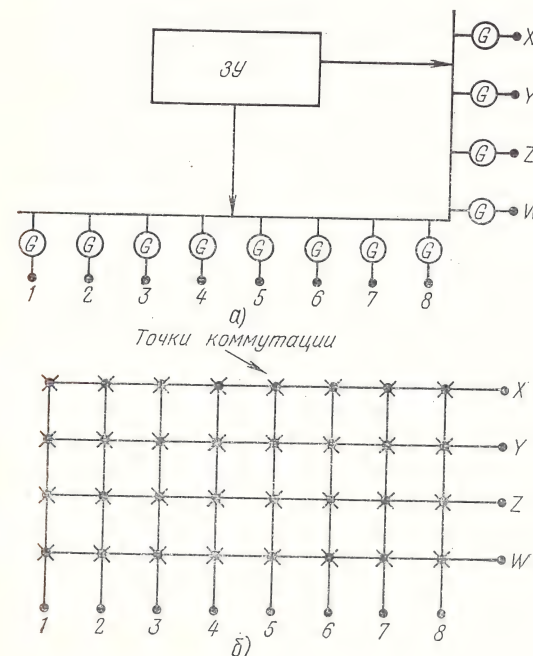 G X
ЗУ
G Y
G Z
G W
G G G G G G G G
1 2 3 4 5 6 7 8
а)
Точки коммутации
X
Y
Z
W
1 2 3 4 5 6 7 8
б)